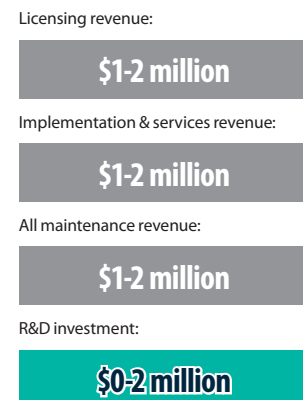 Licensing revenue:
$1-2 million
Implementation & services revenue:
$1-2 million
All maintenance revenue:
$1-2 million
R&D investment:
$0-2 million